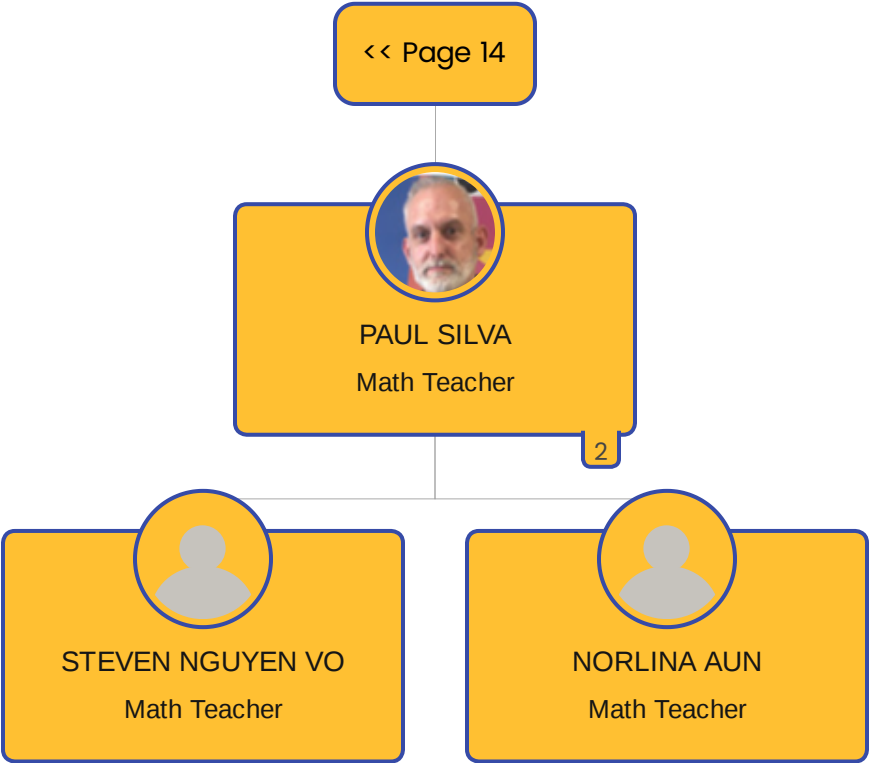 << Page 14
PAUL SILVA
Math Teacher
2
STEVEN NGUYEN VO
Math Teacher
NORLINA AUN
Math Teacher